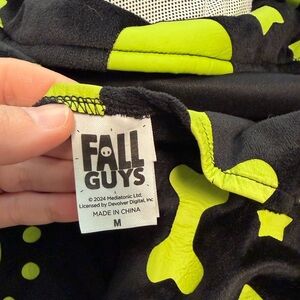 FALL
GUYS
© 2024 Mediatonic Ltd.
Licensed by Devolver Digital, Inc
MADE IN CHINA
M